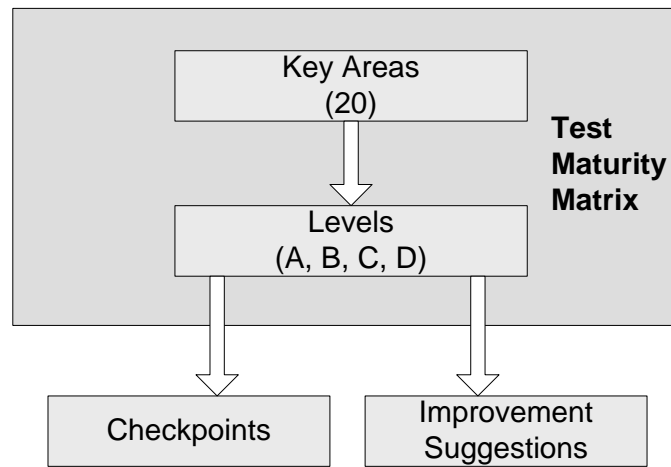 Key Areas
(20)
Test
Maturity
Matrix
Levels
(A, B, C, D)
Checkpoints
Improvement
Suggestions